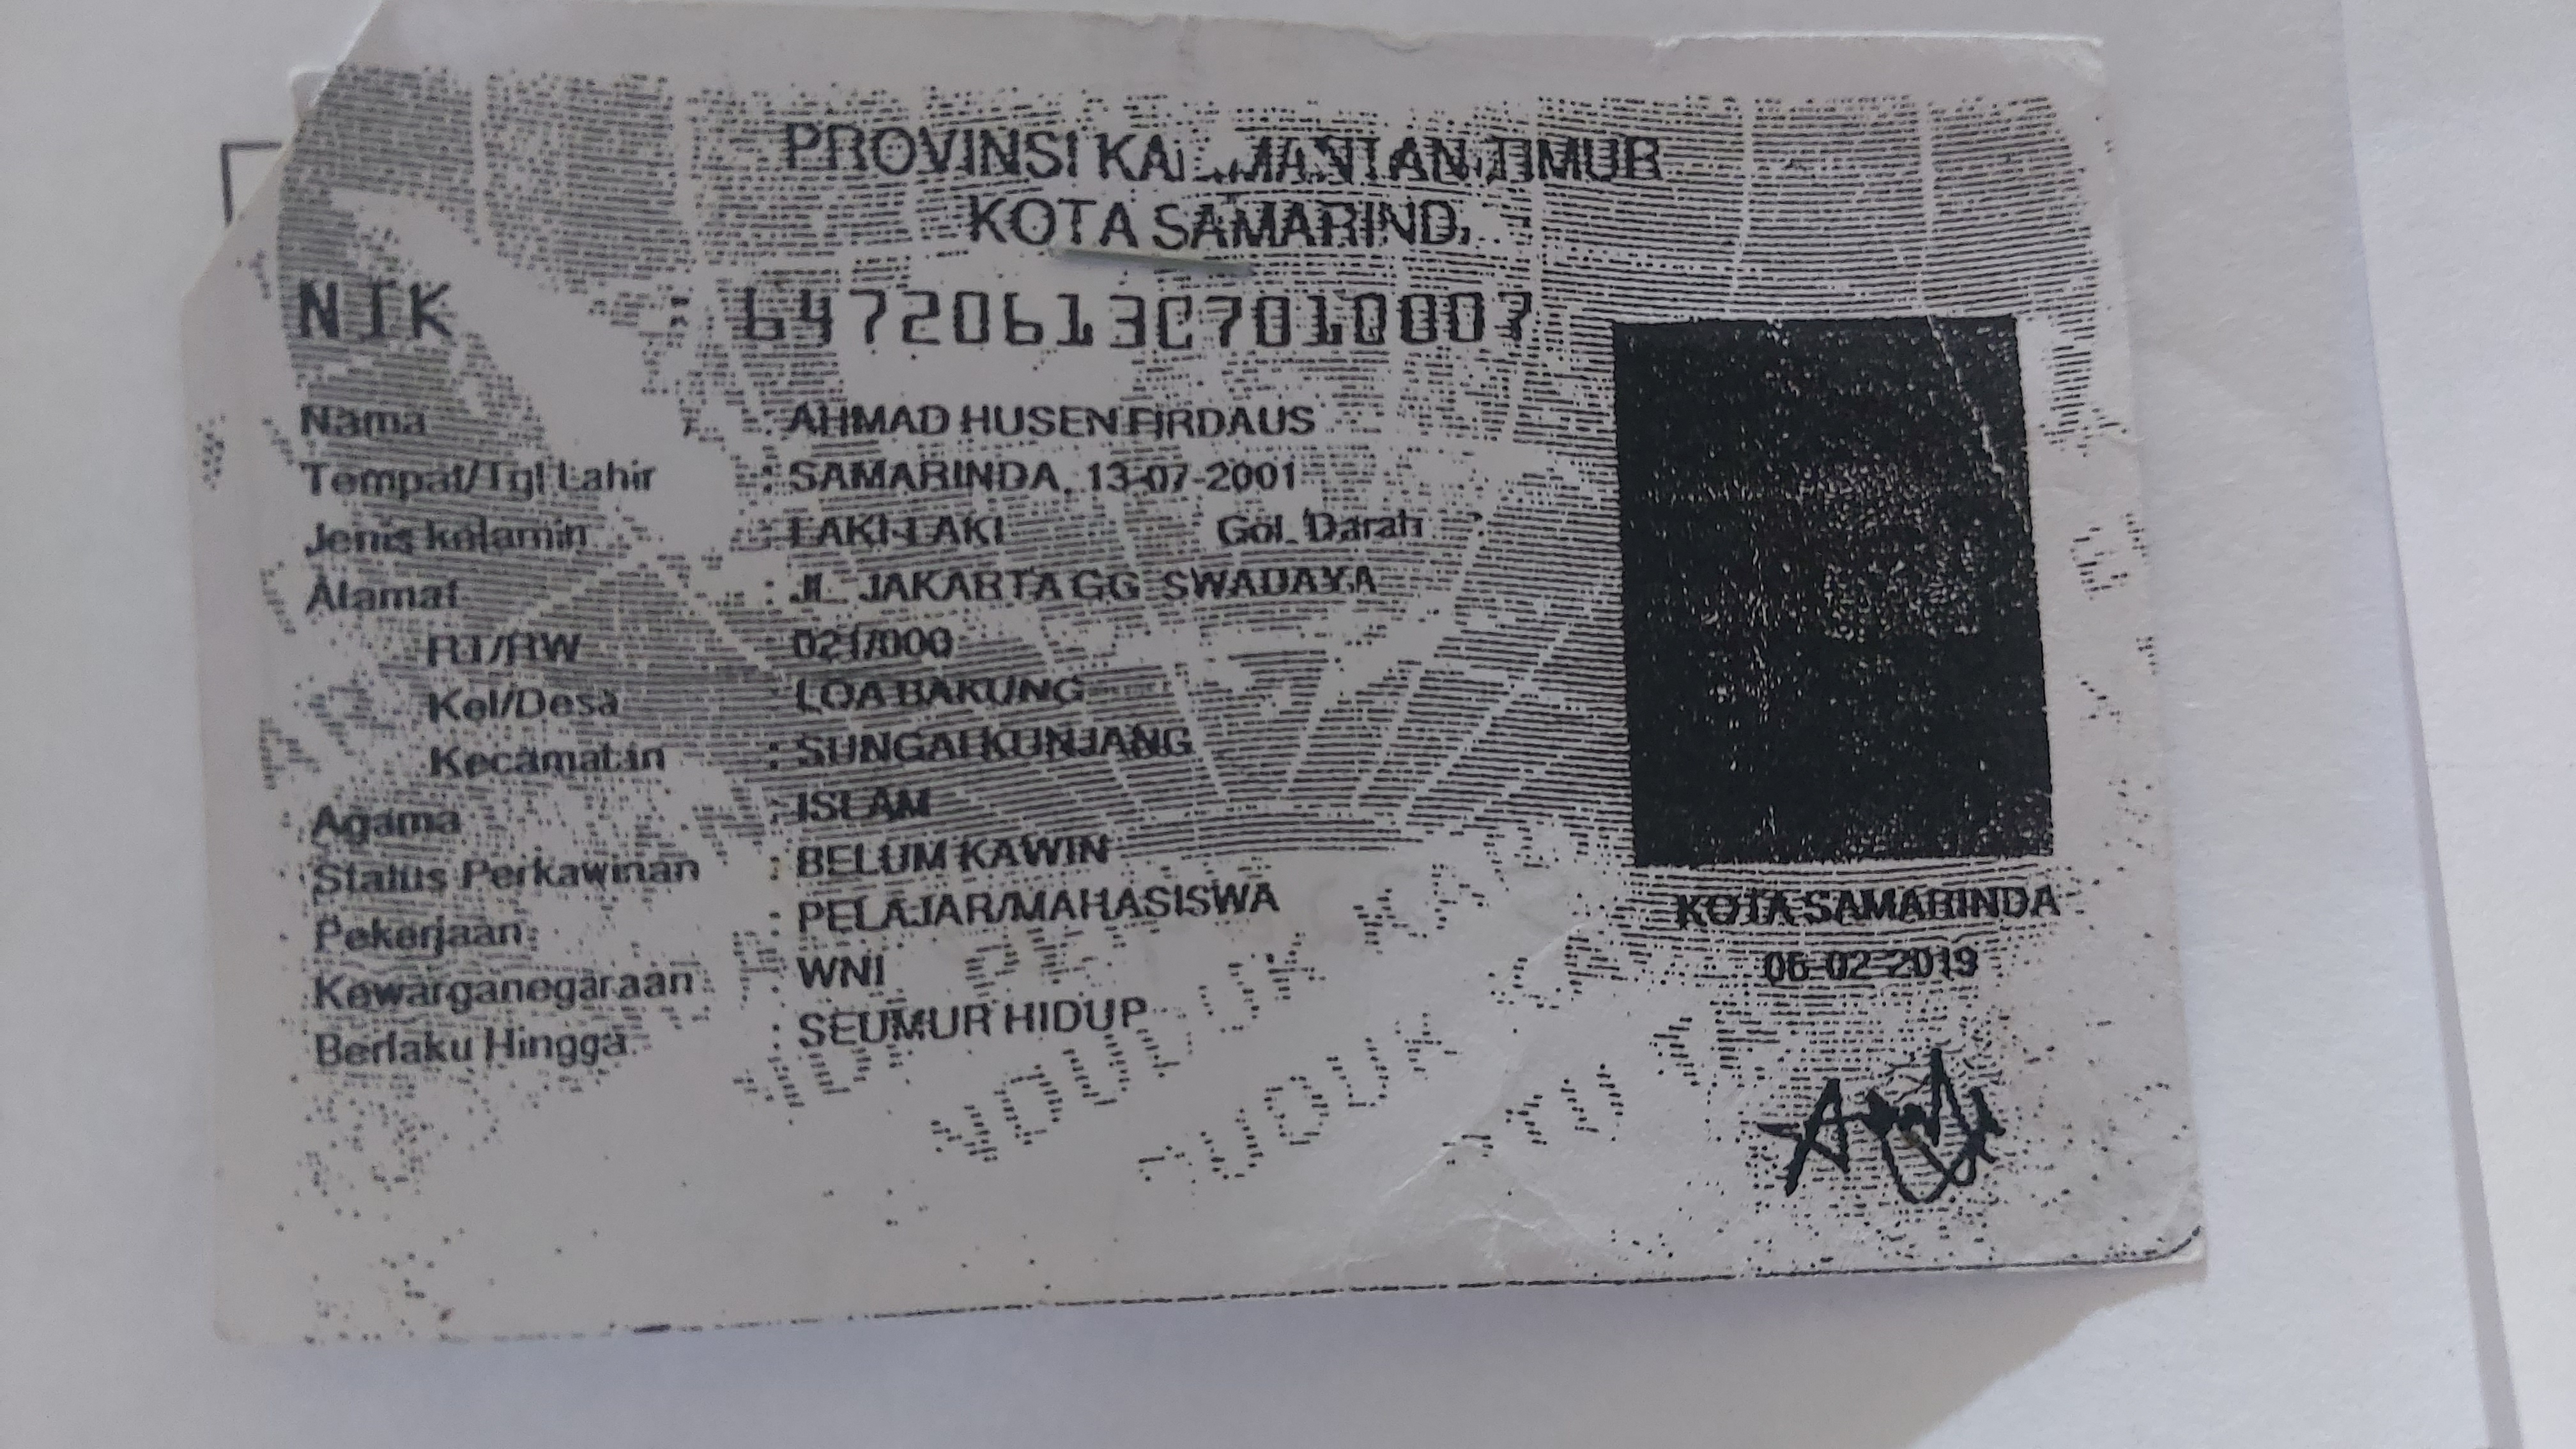 PROVINSI KALIMANTAN TIMUR
KOTA SAMARINDA
NIK : 6472061307010007
Nama : AHMAD HUSEN FIRDAUS
Tempat/Tgl Lahir : SAMARINDA, 13-07-2001
Jenis kelamin : LAKI-LAKI Gol. Darah :
Alamat : JL. JAKARTA GG SWADAYA
RT/RW : 021/000
Kel/Desa : LOA BAKUNG
Kecamatan : SUNGAI KUNJANG
Agama : ISLAM
Status Perkawinan : BELUM KAWIN
Pekerjaan : PELAJAR/MAHASISWA
Kewarganegaraan : WNI
Berlaku Hingga : SEUMUR HIDUP
KOTA SAMARINDA
06-02-2019